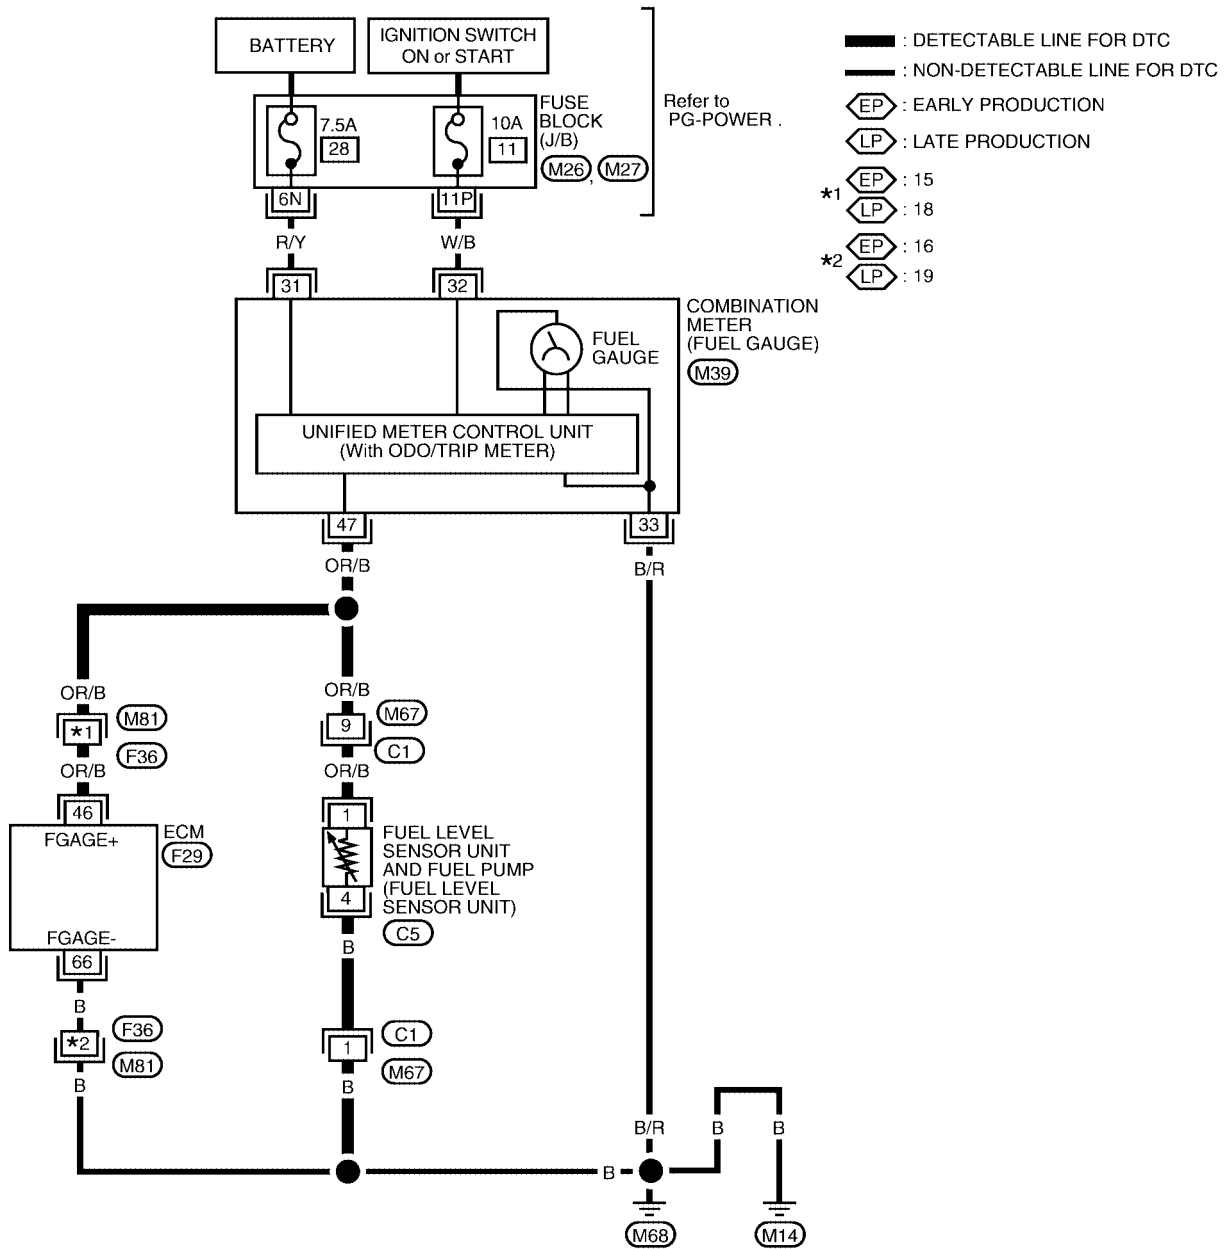 BATTERY
IGNITION SWITCH
ON or START
FUSE
BLOCK
(J/B)
M26, M27
7.5A
28
10A
11
Refer to
PG-POWER .
6N
11P
R/Y
W/B
31
32
: DETECTABLE LINE FOR DTC
: NON-DETECTABLE LINE FOR DTC
EP : EARLY PRODUCTION
LP : LATE PRODUCTION
*1
EP : 15
LP : 18
*2
EP : 16
LP : 19
COMBINATION
METER
(FUEL GAUGE)
M39
FUEL
GAUGE
UNIFIED METER CONTROL UNIT
(With ODO/TRIP METER)
47
33
OR/B
B/R
OR/B
*1
M81
F36
OR/B
46
FGAGE+
ECM
F29
FGAGE-
66
B
*2
F36
M81
B
OR/B
9
M67
C1
OR/B
1
FUEL LEVEL
SENSOR UNIT
AND FUEL PUMP
(FUEL LEVEL
SENSOR UNIT)
4
C5
B
1
C1
M67
B
B/R
B
B
B
M68
M14